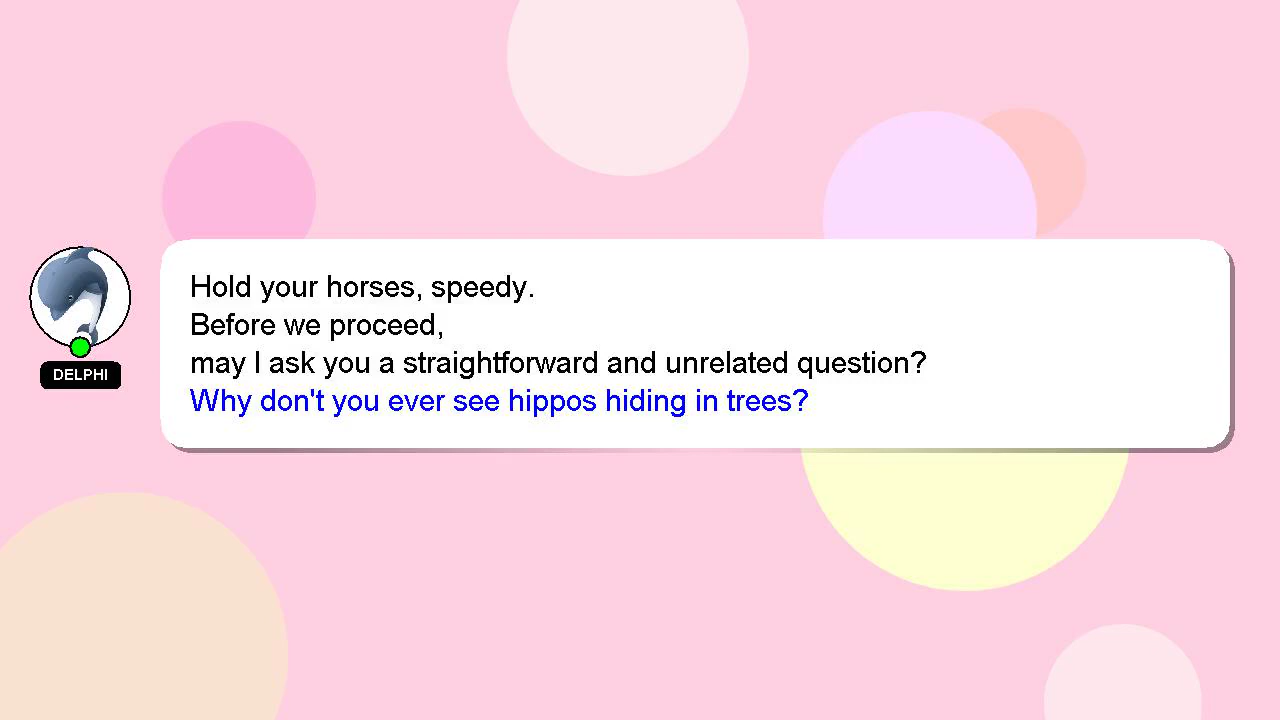 Hold your horses, speedy.
Before we proceed,
may I ask you a straightforward and unrelated question?
Why don't you ever see hippos hiding in trees?
DELPHI